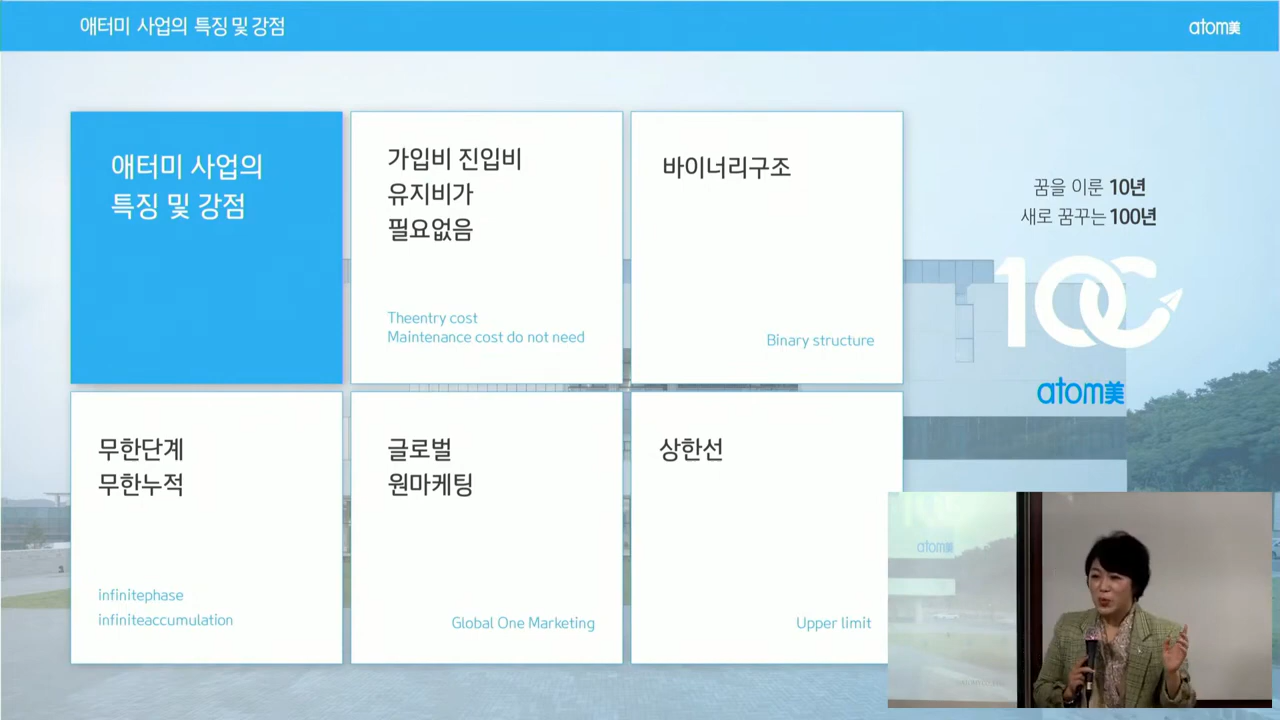 애터미 사업의 특징 및 강점
atom美
애터미 사업의
특징 및 강점
가입비 진입비
유지비가
필요없음
Theentry cost
Maintenance cost do not need
바이너리구조
Binary structure
꿈을 이룬 10년
새로 꿈꾸는 100년
100
atom美
무한단계
무한누적
infinitephase
infiniteaccumulation
글로벌
원마케팅
Global One Marketing
상한선
Upper limit
atom美